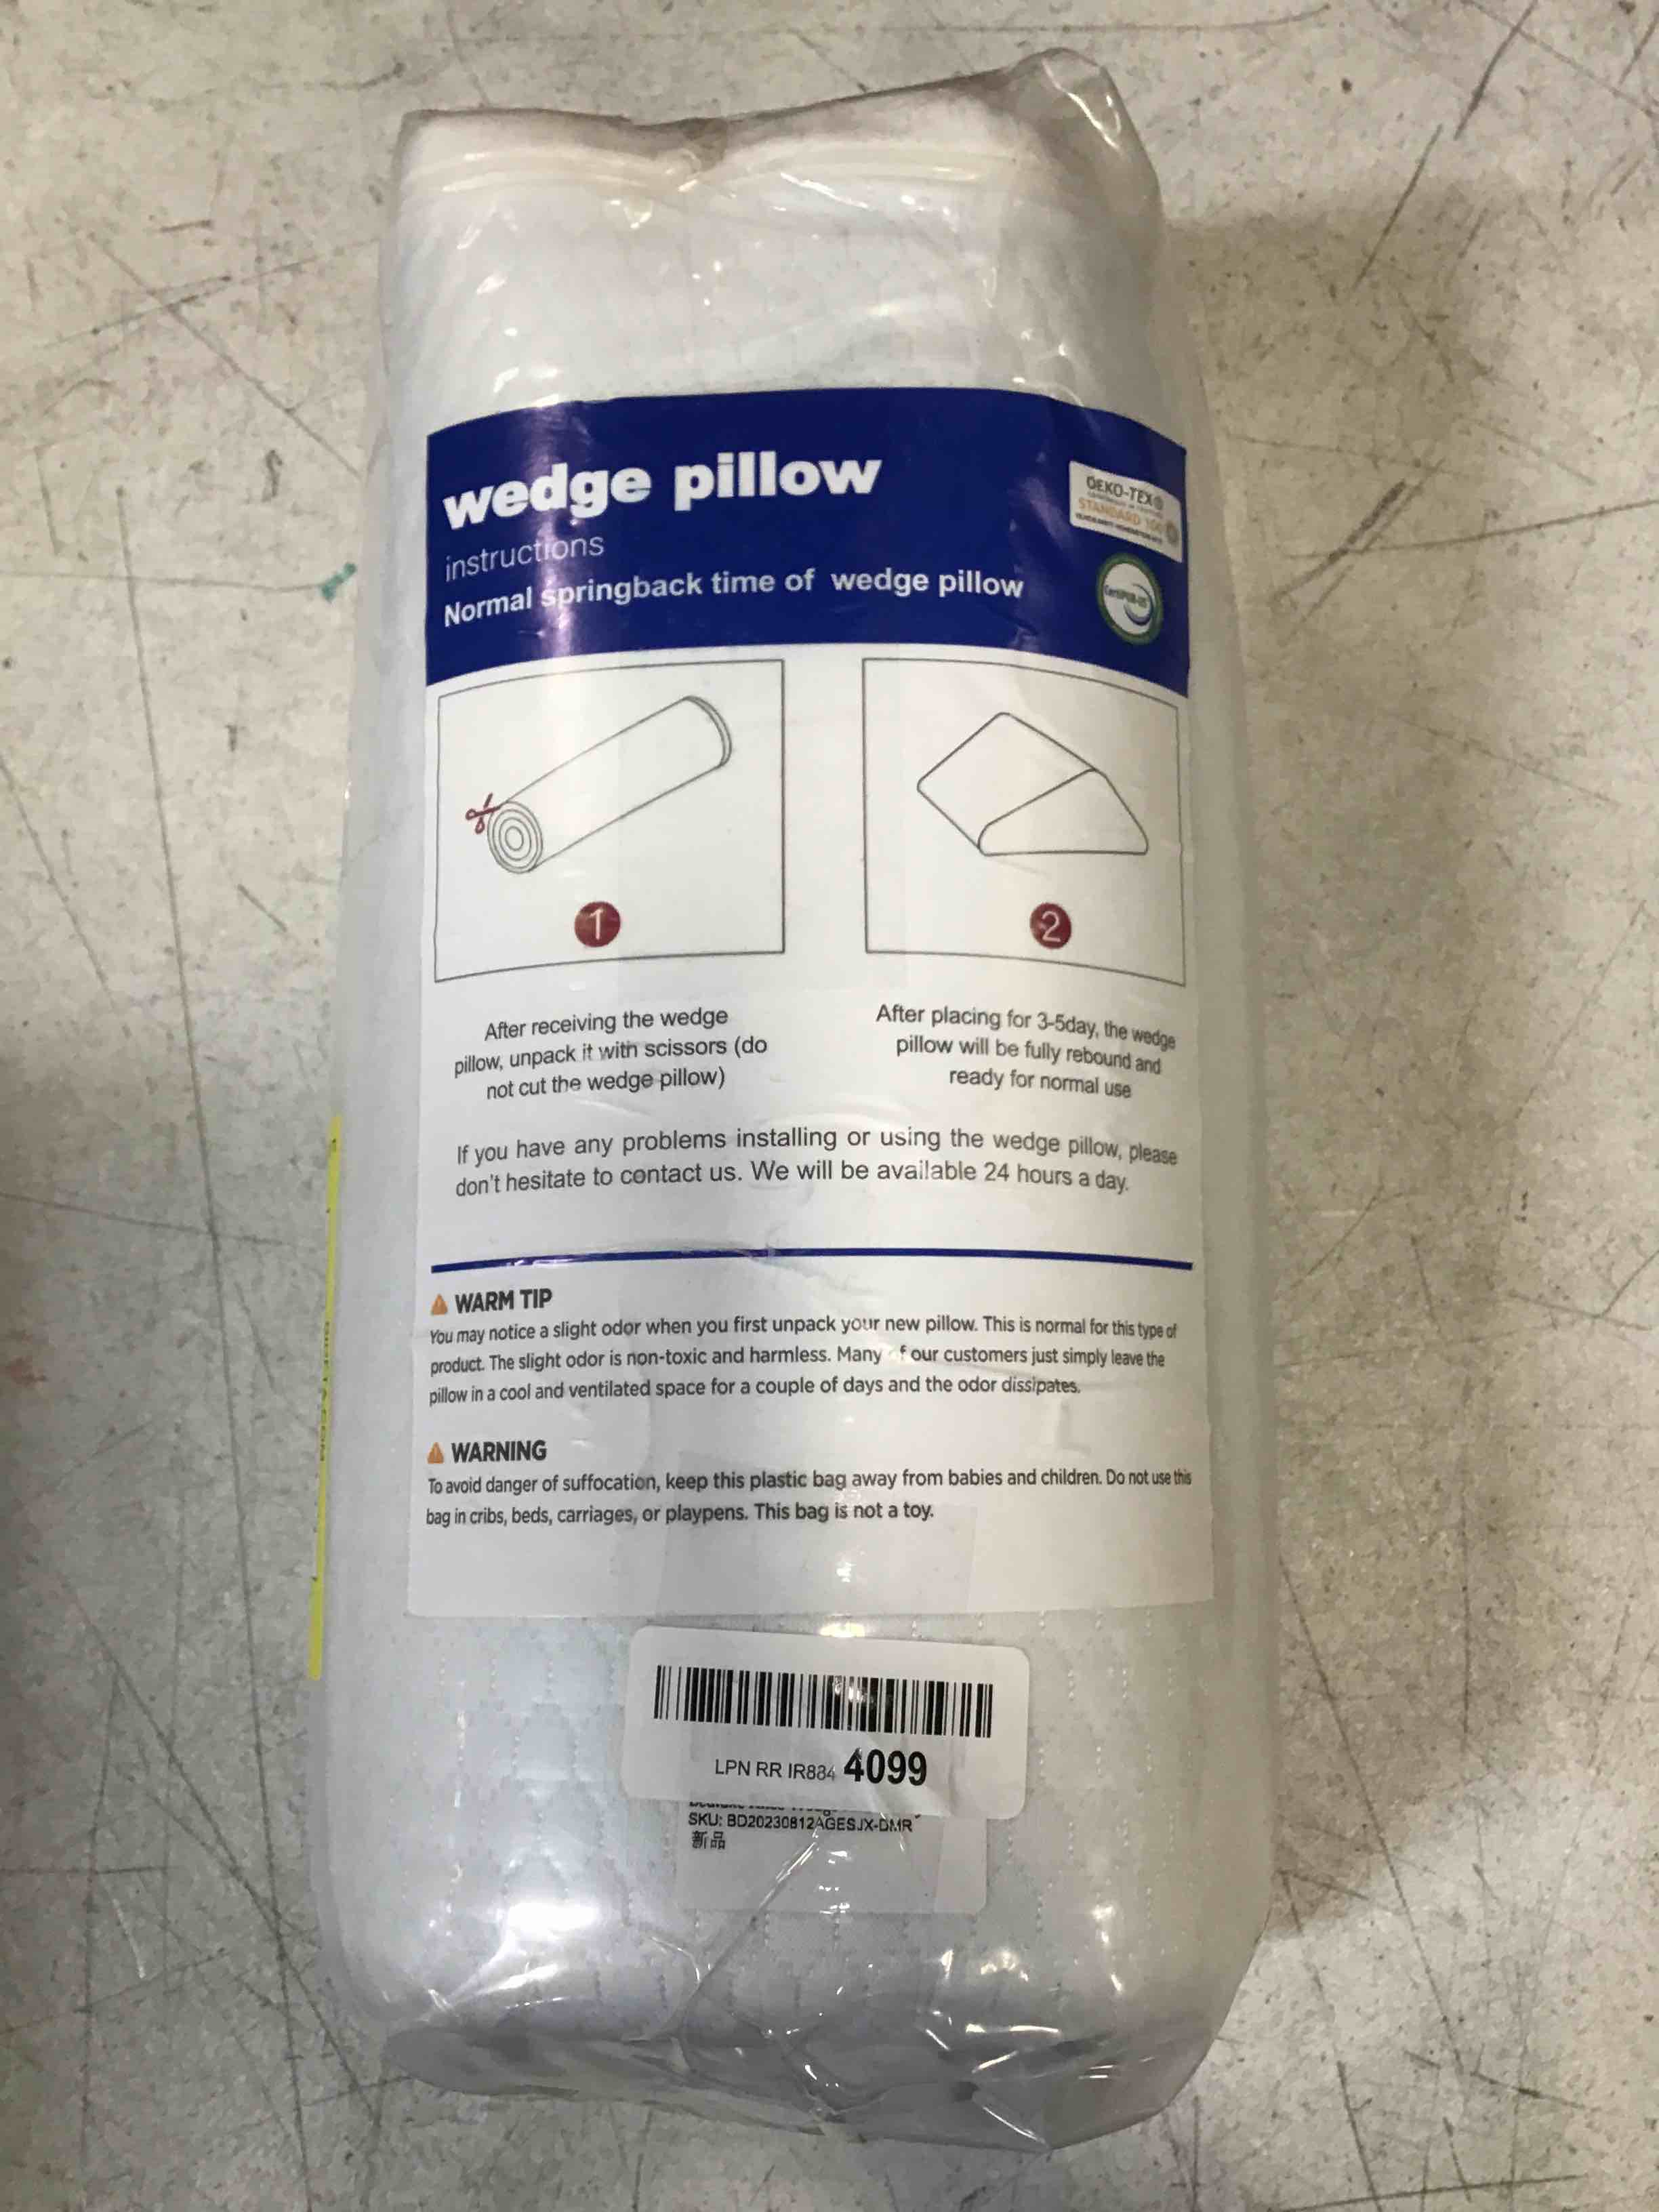 wedge pillow
OEKO-TEX®
STANDARD 100
instructions
Normal springback time of wedge pillow
CertiPUR-US
1
2
After receiving the wedge
pillow, unpack it with scissors (do
not cut the wedge pillow)
After placing for 3-5day, the wedge
pillow will be fully rebound and
ready for normal use
If you have any problems installing or using the wedge pillow, please
don't hesitate to contact us. We will be available 24 hours a day.
WARM TIP
You may notice a slight odor when you first unpack your new pillow. This is normal for this type of
product. The slight odor is non-toxic and harmless. Many f our customers just simply leave the
pillow in a cool and ventilated space for a couple of days and the odor dissipates.
WARNING
To avoid danger of suffocation, keep this plastic bag away from babies and children. Do not use this
bag in cribs, beds, carriages, or playpens. This bag is not a toy.
LPN RR IR884 4099
SKU: BD20230812AGESJX-DMR
新品